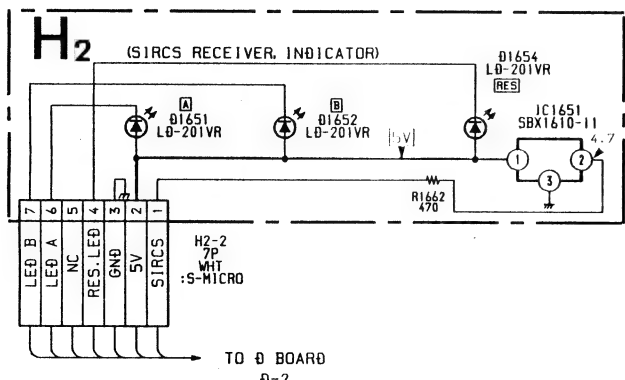 H2
(SIRCS RECEIVER, INDICATOR)
A
D1651
LD-201VR
B
D1652
LD-201VR
D1654
LD-201VR
RES
5V
IC1651
SBX1610-11
4.7
1
2
3
R1662
470
7 6 5 4 3 2 1
LED B
LED A
NC
RES.LED
GND
5V
SIRCS
H2-2
7P
WHT
:S-MICRO
TO D BOARD
D-2